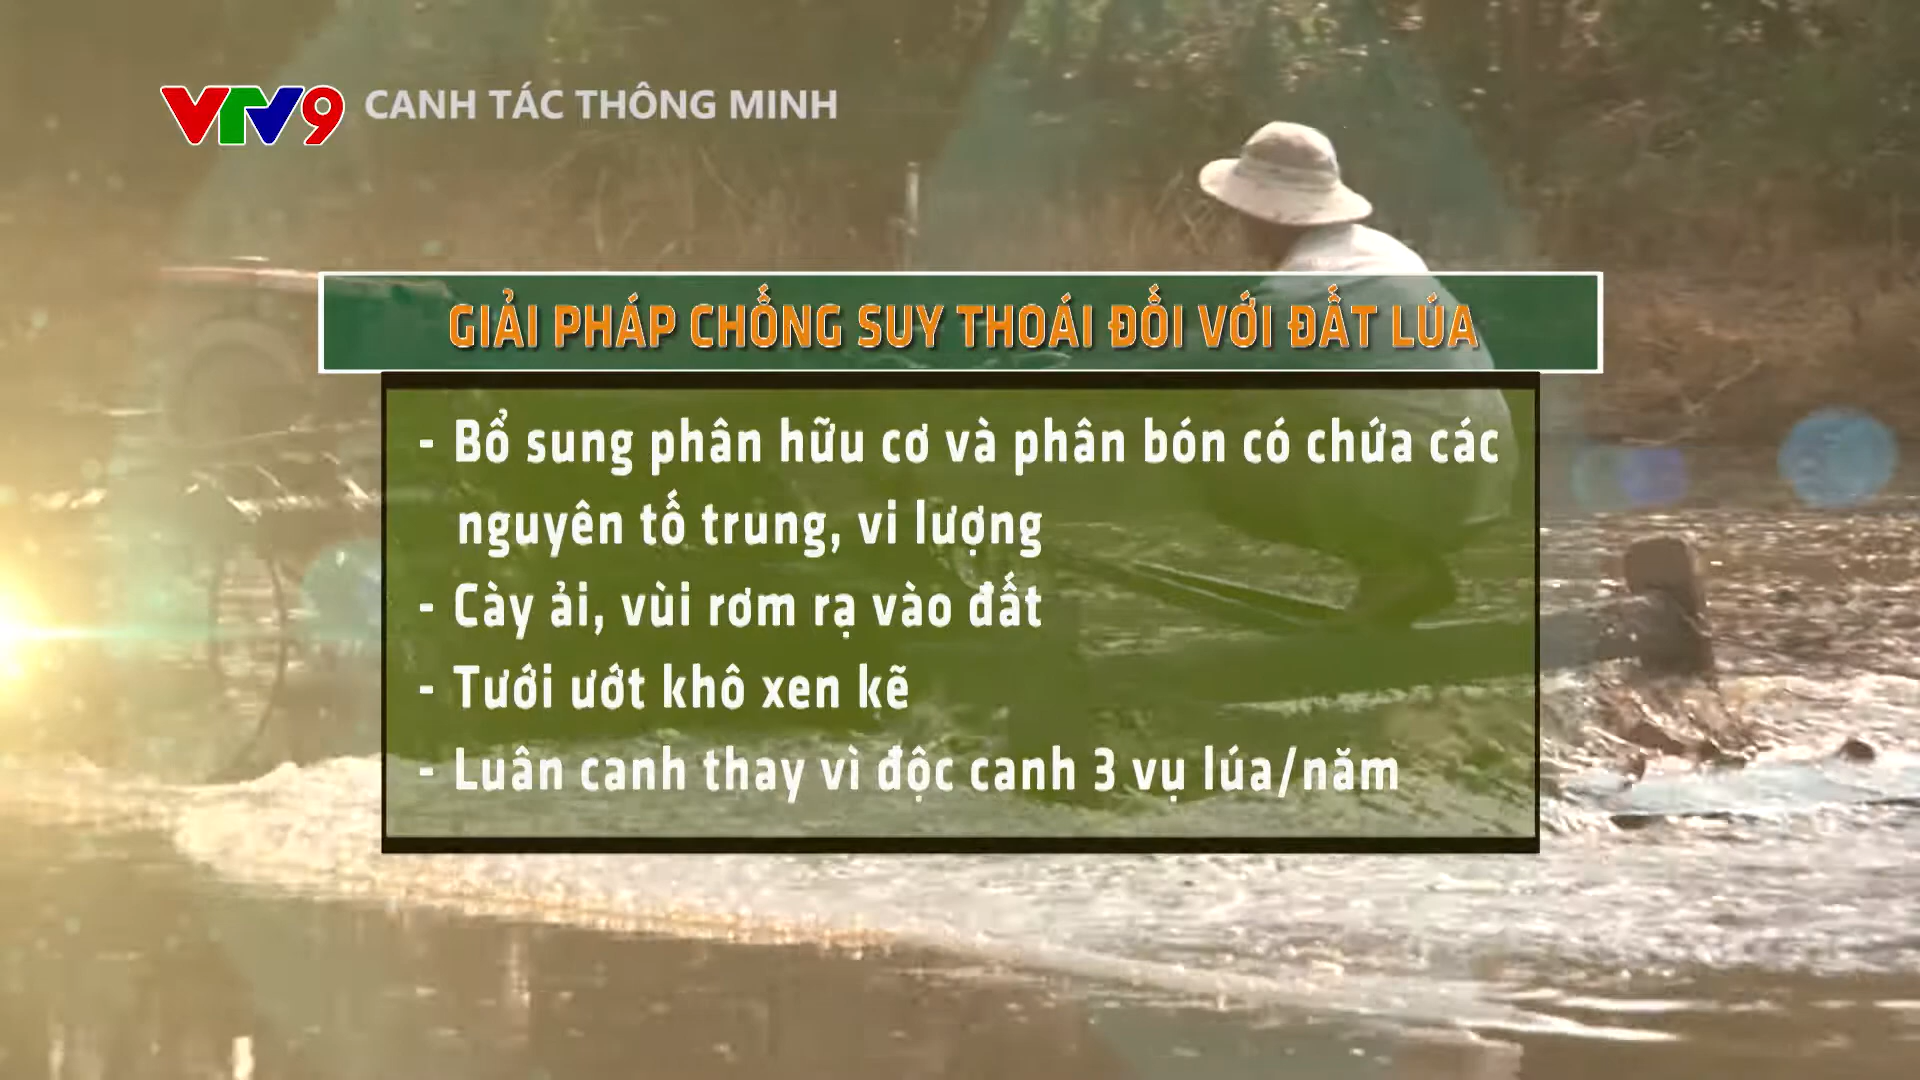 VTV9 CANH TÁC THÔNG MINH
GIẢI PHÁP CHỐNG SUY THOÁI ĐỐI VỚI ĐẤT LÚA
- Bổ sung phân hữu cơ và phân bón có chứa các
nguyên tố trung, vi lượng
- Cày ải, vùi rơm rạ vào đất
- Tưới ướt khô xen kẽ
- Luân canh thay vì độc canh 3 vụ lúa/năm